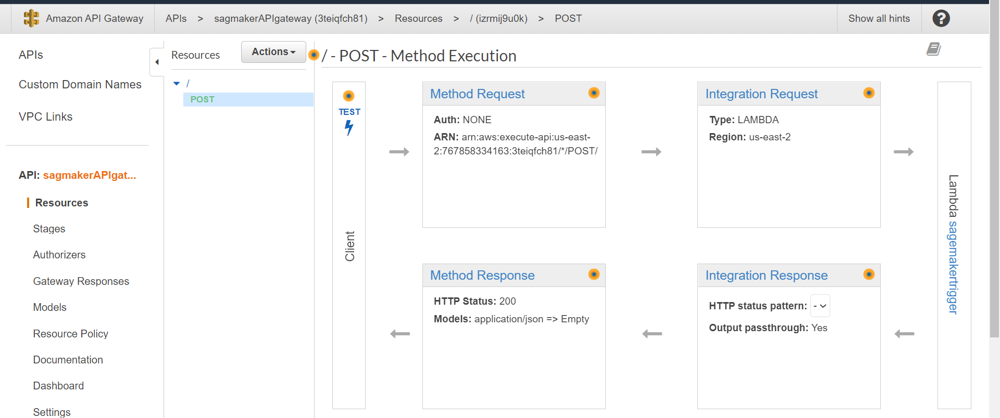 Amazon API Gateway
APIs > sagmakerAPIgateway (3teiqfch81) > Resources > / (izrmij9u0k) > POST
Show all hints
?
APIs
Custom Domain Names
VPC Links
API: sagmakerAPIgat...
Resources
Stages
Authorizers
Gateway Responses
Models
Resource Policy
Documentation
Dashboard
Settings
Resources
Actions
/
POST
/ - POST - Method Execution
TEST
Client
Method Request
Auth: NONE
ARN: arn:aws:execute-api:us-east-
2:767858334163:3teiqfch81/*/POST/
Integration Request
Type: LAMBDA
Region: us-east-2
Lambda sagemakertrigger
Method Response
HTTP Status: 200
Models: application/json => Empty
Integration Response
HTTP status pattern: -
Output passthrough: Yes